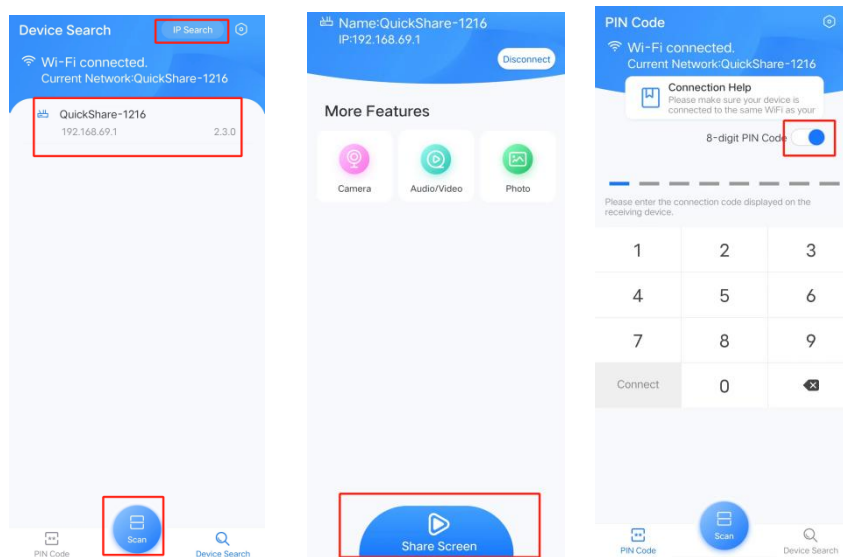 Device Search
IP Search
Wi-Fi connected.
Current Network:QuickShare-1216
QuickShare-1216
192.168.69.1
2.3.0
PIN Code
Scan
Device Search
Name:QuickShare-1216
IP:192.168.69.1
Disconnect
More Features
Camera
Audio/Video
Photo
Share Screen
PIN Code
Wi-Fi connected.
Current Network:QuickShare-1216
Connection Help
Please make sure your device is
connected to the same WiFi as your
8-digit PIN Code
Please enter the connection code displayed on the
receiving device.
1 2 3
4 5 6
7 8 9
Connect 0
PIN Code
Scan
Device Search